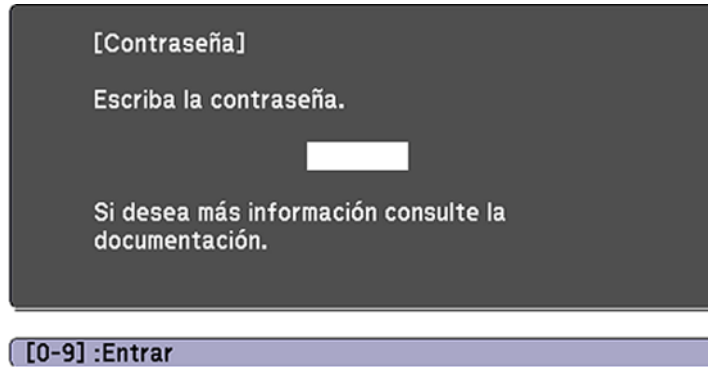 [Contraseña]
Escriba la contraseña.
Si desea más información consulte la
documentación.
[0-9] :Entrar